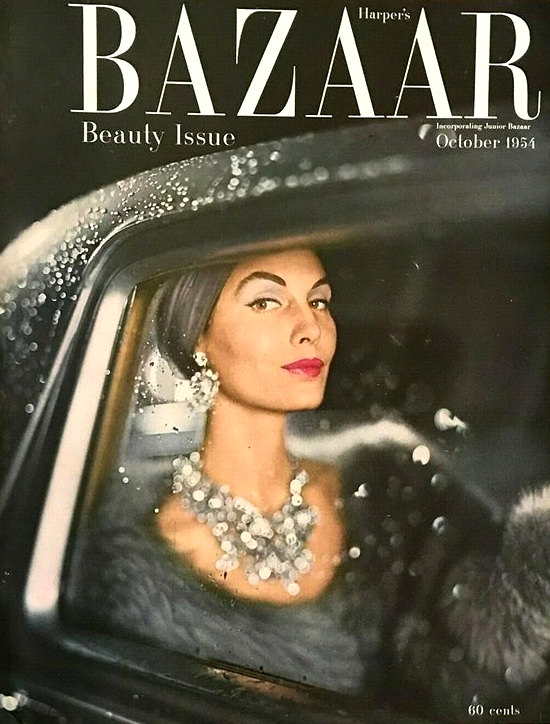 Harper's
BAZAAR
Beauty Issue
Incorporating Junior Bazaar
October 1954
60 cents